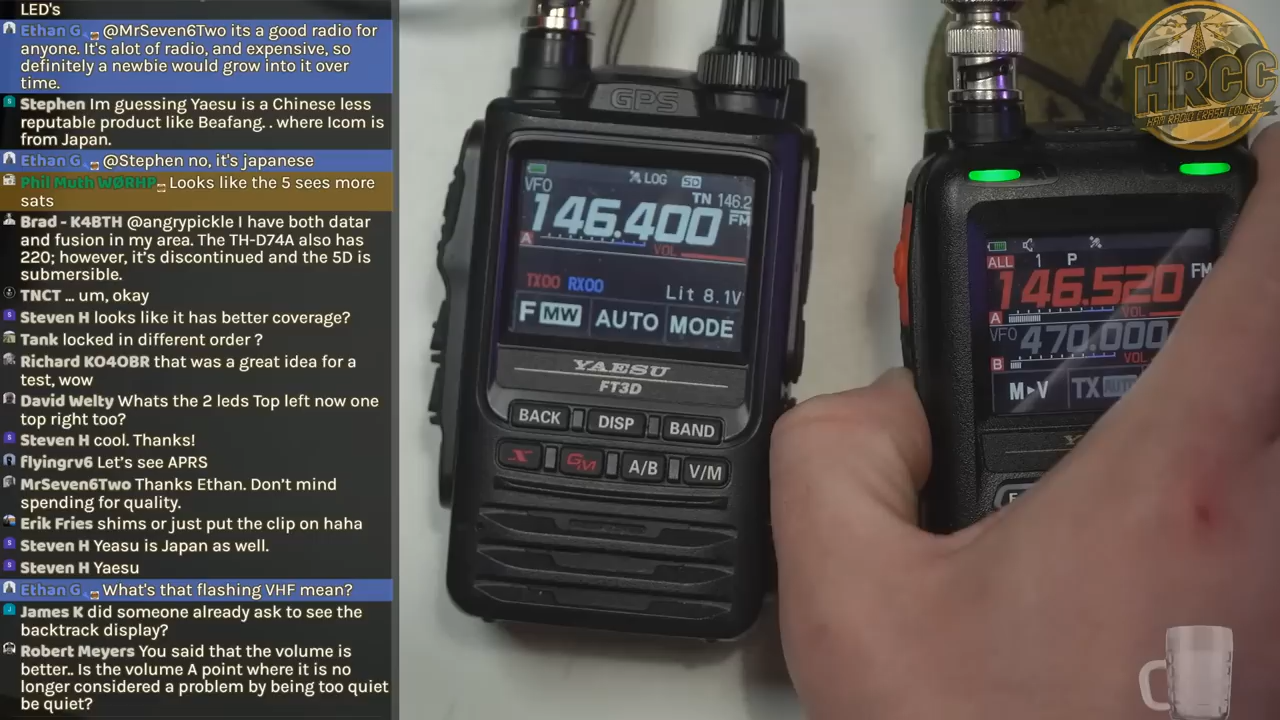 LED's
Ethan G @MrSeven6Two its a good radio for
anyone. It's alot of radio, and expensive, so
definitely a newbie would grow into it over
time.
Stephen Im guessing Yaesu is a Chinese less
reputable product like Beafang. . where Icom is
from Japan.
Ethan G @Stephen no, it's japanese
Phil Muth WØRHP Looks like the 5 sees more
sats
Brad - K4BTH @angrypickle I have both datar
and fusion in my area. The TH-D74A also has
220; however, it's discontinued and the 5D is
submersible.
TNCT ... um, okay
Steven H looks like it has better coverage?
Tank locked in different order ?
Richard KO4OBR that was a great idea for a
test, wow
David Welty Whats the 2 leds Top left now one
top right too?
Steven H cool. Thanks!
flyingrv6 Let's see APRS
MrSeven6Two Thanks Ethan. Don't mind
spending for quality.
Erik Fries shims or just put the clip on haha
Steven H Yeasu is Japan as well.
Steven H Yaesu
Ethan G What's that flashing VHF mean?
James K did someone already ask to see the
backtrack display?
Robert Meyers You said that the volume is
better.. Is the volume A point where it is no
longer considered a problem by being too quiet
be quiet?
GPS
LOG SD
VFO TN 146.2
146.400 FM
A VOL
TX00 RX00 Lit 8.1V
F MW AUTO MODE
YAESU
FT3D
BACK DISP BAND
X GM A/B V/M
ALL 1 P
146.520 FM
A VOL
VFO 470.000
B VOL
M▶V TX AUTO
HRCC
HAM RADIO CRASH COURSE